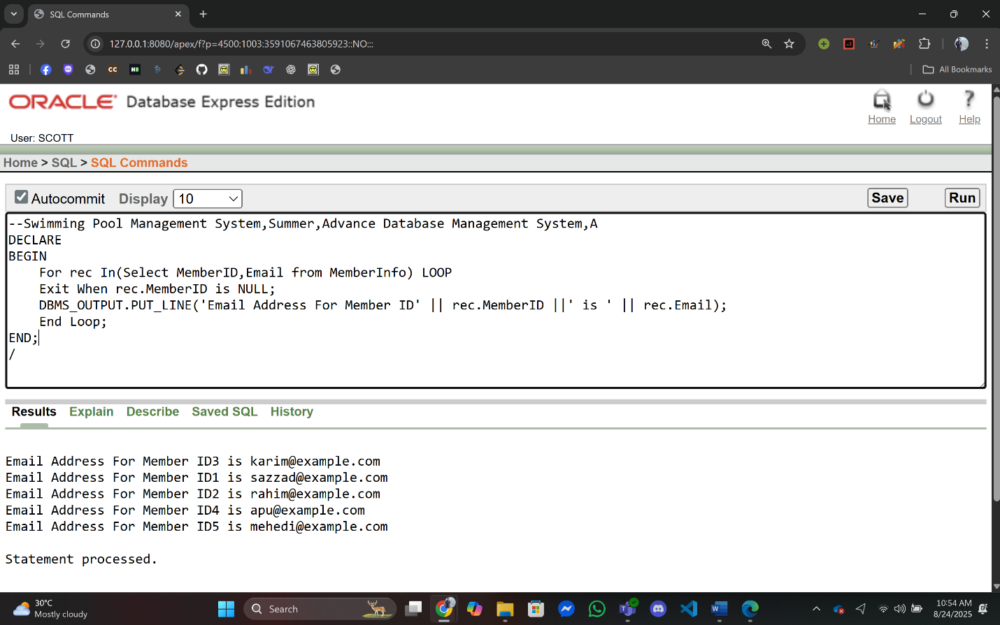 SQL Commands
127.0.0.1:8080/apex/f?p=4500:1003:3591067463805923::NO:::
All Bookmarks
ORACLE Database Express Edition
Home Logout Help
User: SCOTT
Home > SQL > SQL Commands
Autocommit Display 10 Save Run
--Swimming Pool Management System,Summer,Advance Database Management System,A
DECLARE
BEGIN
    For rec In(Select MemberID,Email from MemberInfo) LOOP
    Exit When rec.MemberID is NULL;
    DBMS_OUTPUT.PUT_LINE('Email Address For Member ID' || rec.MemberID ||' is ' || rec.Email);
    End Loop;
END;
/
Results Explain Describe Saved SQL History
Email Address For Member ID3 is karim@example.com
Email Address For Member ID1 is sazzad@example.com
Email Address For Member ID2 is rahim@example.com
Email Address For Member ID4 is apu@example.com
Email Address For Member ID5 is mehedi@example.com
Statement processed.
30°C
Mostly cloudy
Search
10:54 AM
8/24/2025